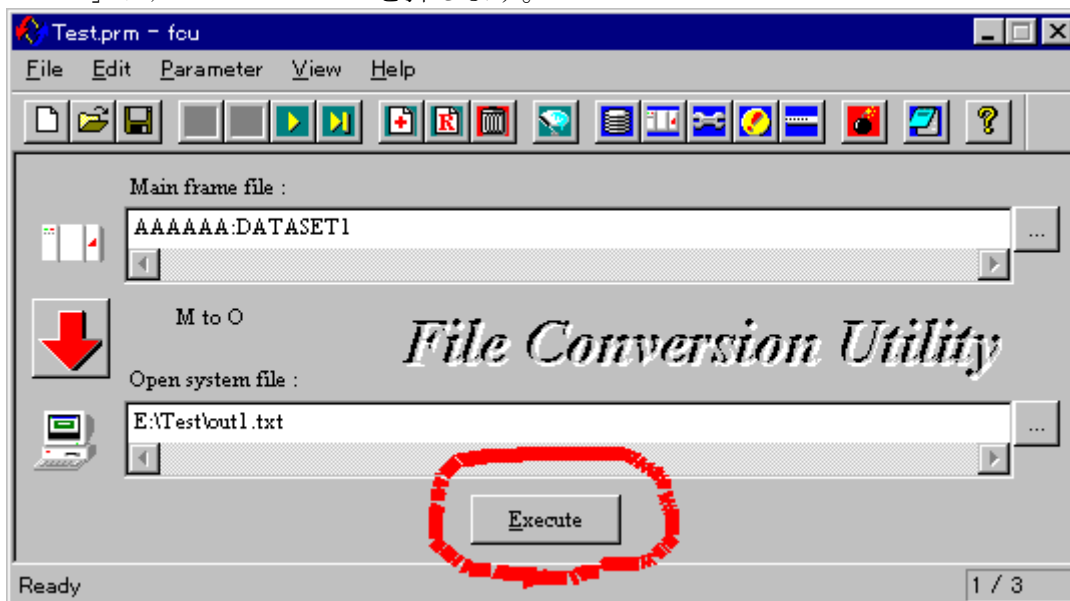 Test.prm - fcu
File Edit Parameter View Help
Main frame file :
AAAAAA:DATASET1
...
M to O
File Conversion Utility
Open system file :
E:\Test\out1.txt
...
Execute
Ready
1 / 3